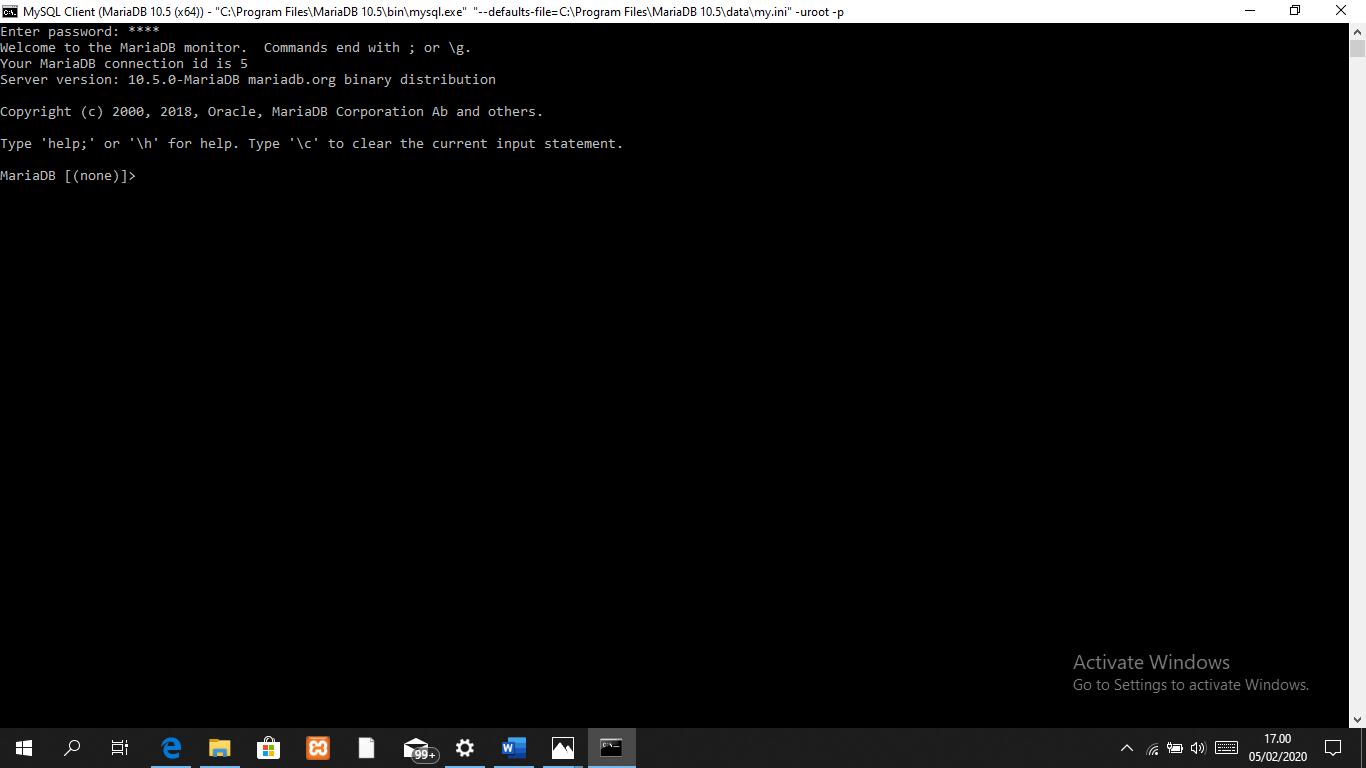 MySQL Client (MariaDB 10.5 (x64)) - "C:\Program Files\MariaDB 10.5\bin\mysql.exe"  "--defaults-file=C:\Program Files\MariaDB 10.5\data\my.ini" -uroot -p
Enter password: ****
Welcome to the MariaDB monitor.  Commands end with ; or \g.
Your MariaDB connection id is 5
Server version: 10.5.0-MariaDB mariadb.org binary distribution
Copyright (c) 2000, 2018, Oracle, MariaDB Corporation Ab and others.
Type 'help;' or '\h' for help. Type '\c' to clear the current input statement.
MariaDB [(none)]>
Activate Windows
Go to Settings to activate Windows.
99+
17.00
05/02/2020